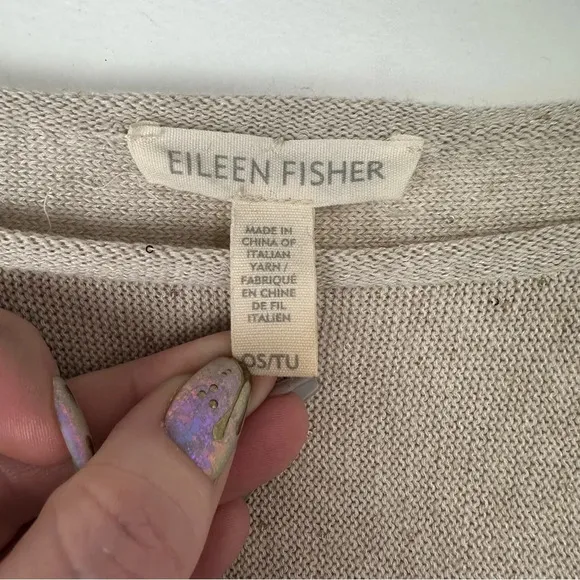 EILEEN FISHER
MADE IN
CHINA OF
ITALIAN
YARN /
FABRIQUÉ
EN CHINE
DE FIL
ITALIEN
OS/TU